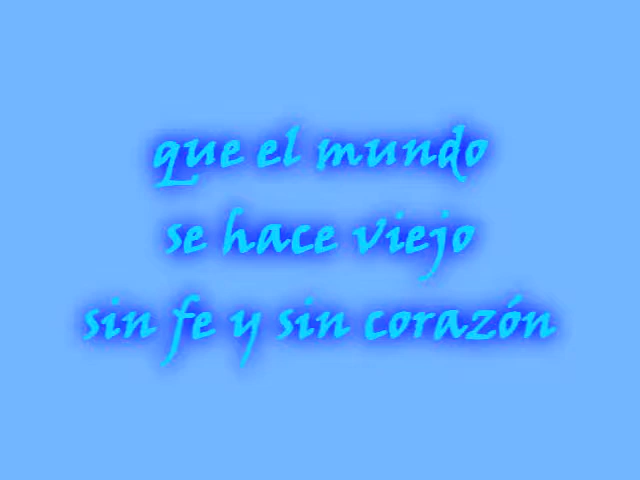 que el mundo
se hace viejo
sin fe y sin corazón